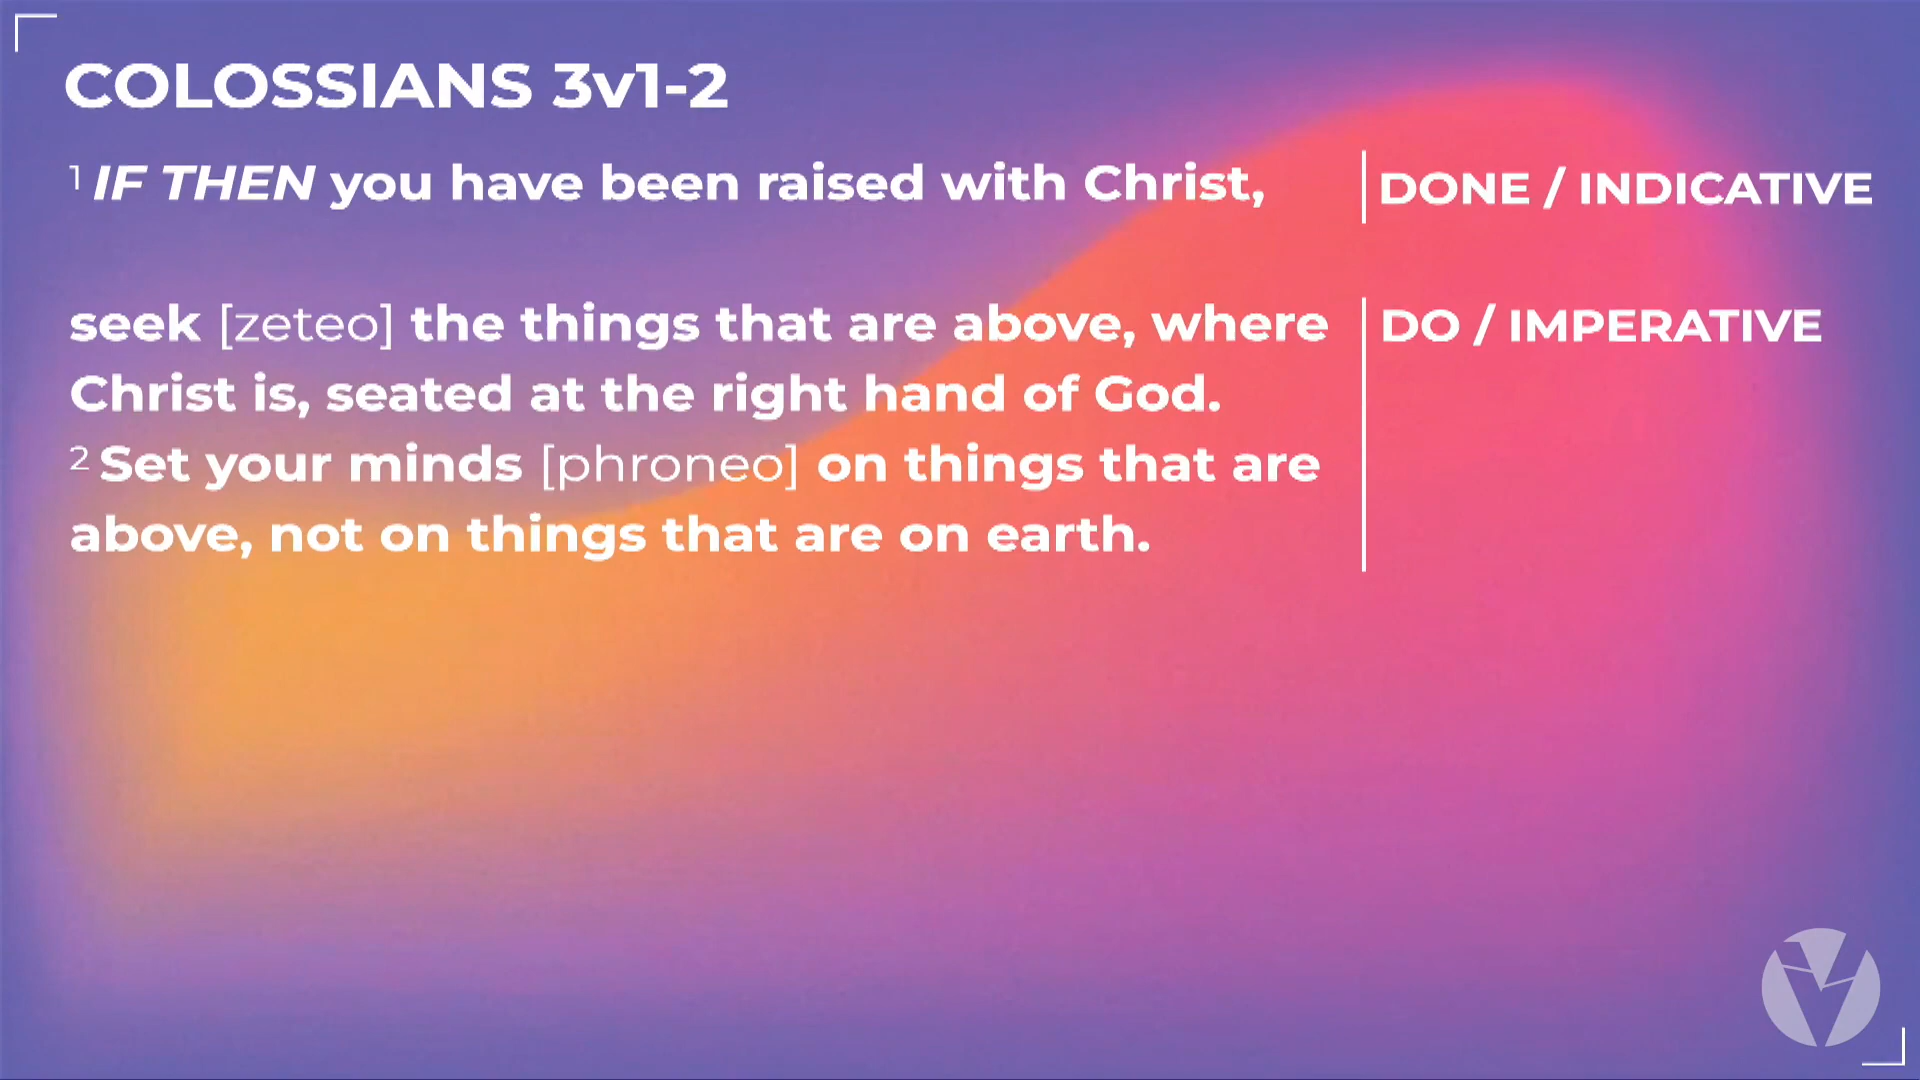 COLOSSIANS 3v1-2
1 IF THEN you have been raised with Christ,
DONE / INDICATIVE
seek [zeteo] the things that are above, where
DO / IMPERATIVE
Christ is, seated at the right hand of God.
2 Set your minds [phroneo] on things that are
above, not on things that are on earth.